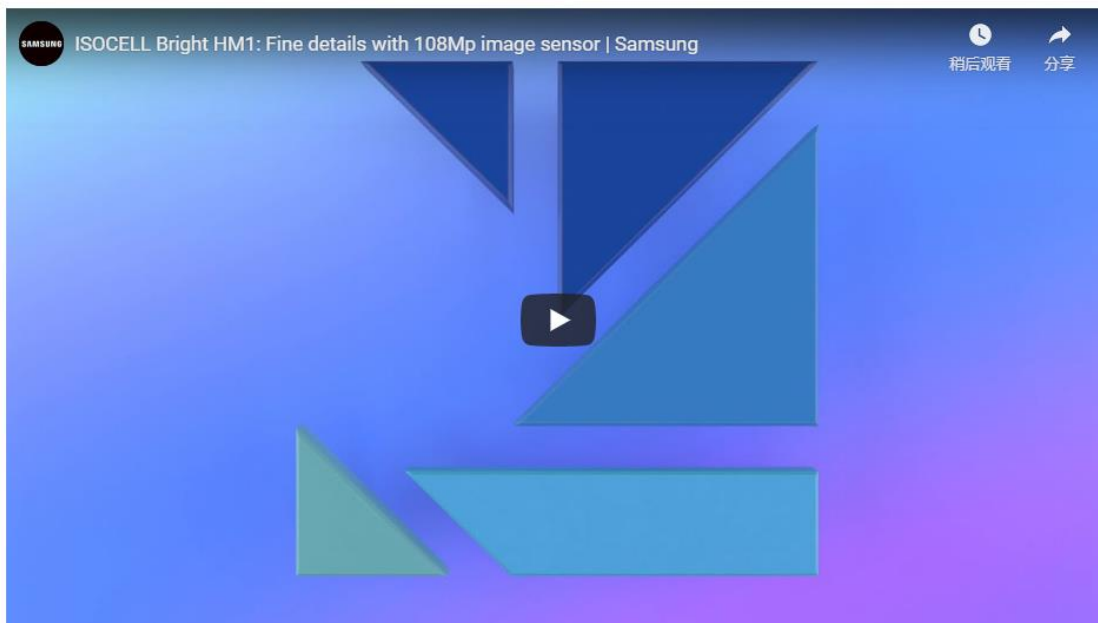 SAMSUNG
ISOCELL Bright HM1: Fine details with 108Mp image sensor | Samsung
稍后观看
分享